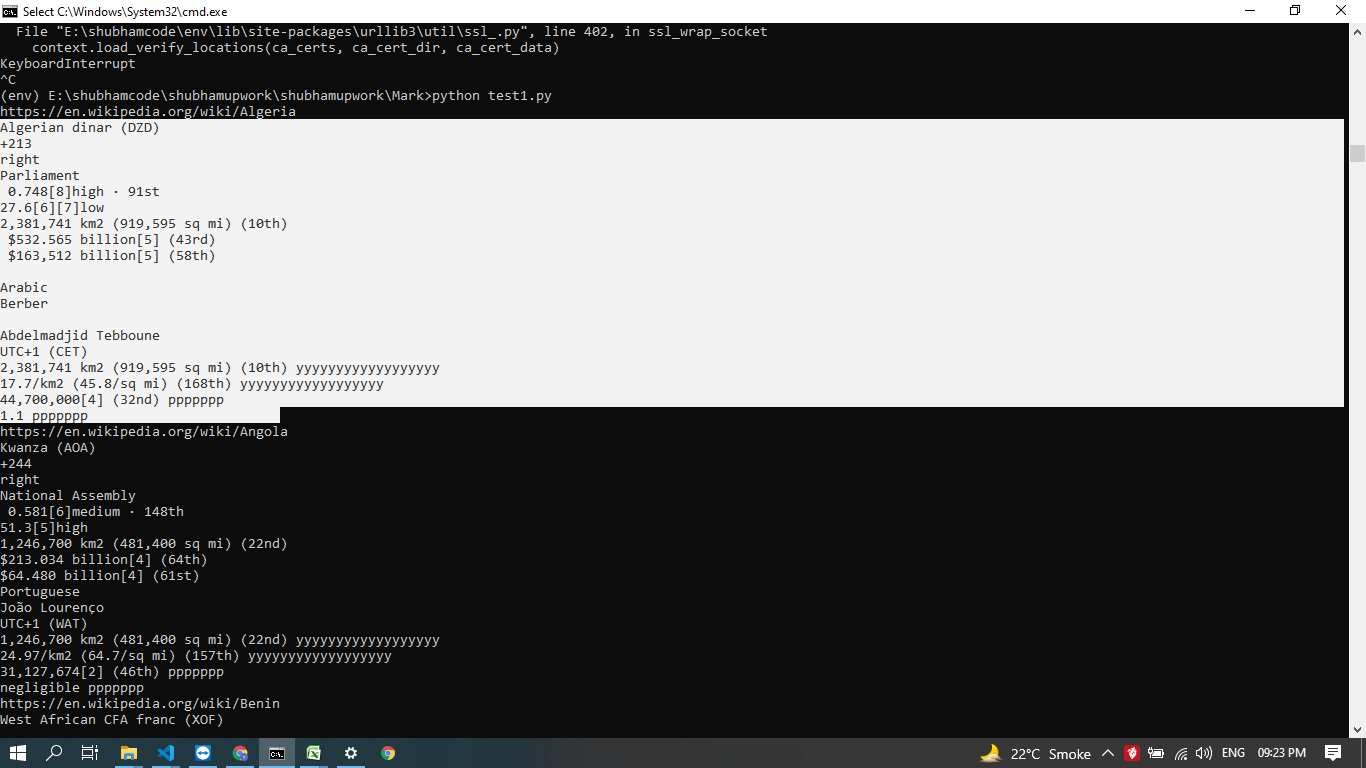 Select C:\Windows\System32\cmd.exe
File "E:\shubhamcode\env\lib\site-packages\urllib3\util\ssl_.py", line 402, in ssl_wrap_socket
context.load_verify_locations(ca_certs, ca_cert_dir, ca_cert_data)
KeyboardInterrupt
^C
(env) E:\shubhamcode\shubhamupwork\shubhamupwork\Mark>python test1.py
https://en.wikipedia.org/wiki/Algeria
Algerian dinar (DZD)
+213
right
Parliament
0.748[8]high · 91st
27.6[6][7]low
2,381,741 km2 (919,595 sq mi) (10th)
$532.565 billion[5] (43rd)
$163,512 billion[5] (58th)
Arabic
Berber
Abdelmadjid Tebboune
UTC+1 (CET)
2,381,741 km2 (919,595 sq mi) (10th) yyyyyyyyyyyyyyyyyy
17.7/km2 (45.8/sq mi) (168th) yyyyyyyyyyyyyyyyyy
44,700,000[4] (32nd) ppppppp
1.1 ppppppp
https://en.wikipedia.org/wiki/Angola
Kwanza (AOA)
+244
right
National Assembly
0.581[6]medium · 148th
51.3[5]high
1,246,700 km2 (481,400 sq mi) (22nd)
$213.034 billion[4] (64th)
$64.480 billion[4] (61st)
Portuguese
João Lourenço
UTC+1 (WAT)
1,246,700 km2 (481,400 sq mi) (22nd) yyyyyyyyyyyyyyyyyy
24.97/km2 (64.7/sq mi) (157th) yyyyyyyyyyyyyyyyyy
31,127,674[2] (46th) ppppppp
negligible ppppppp
https://en.wikipedia.org/wiki/Benin
West African CFA franc (XOF)
22°C Smoke ENG 09:23 PM